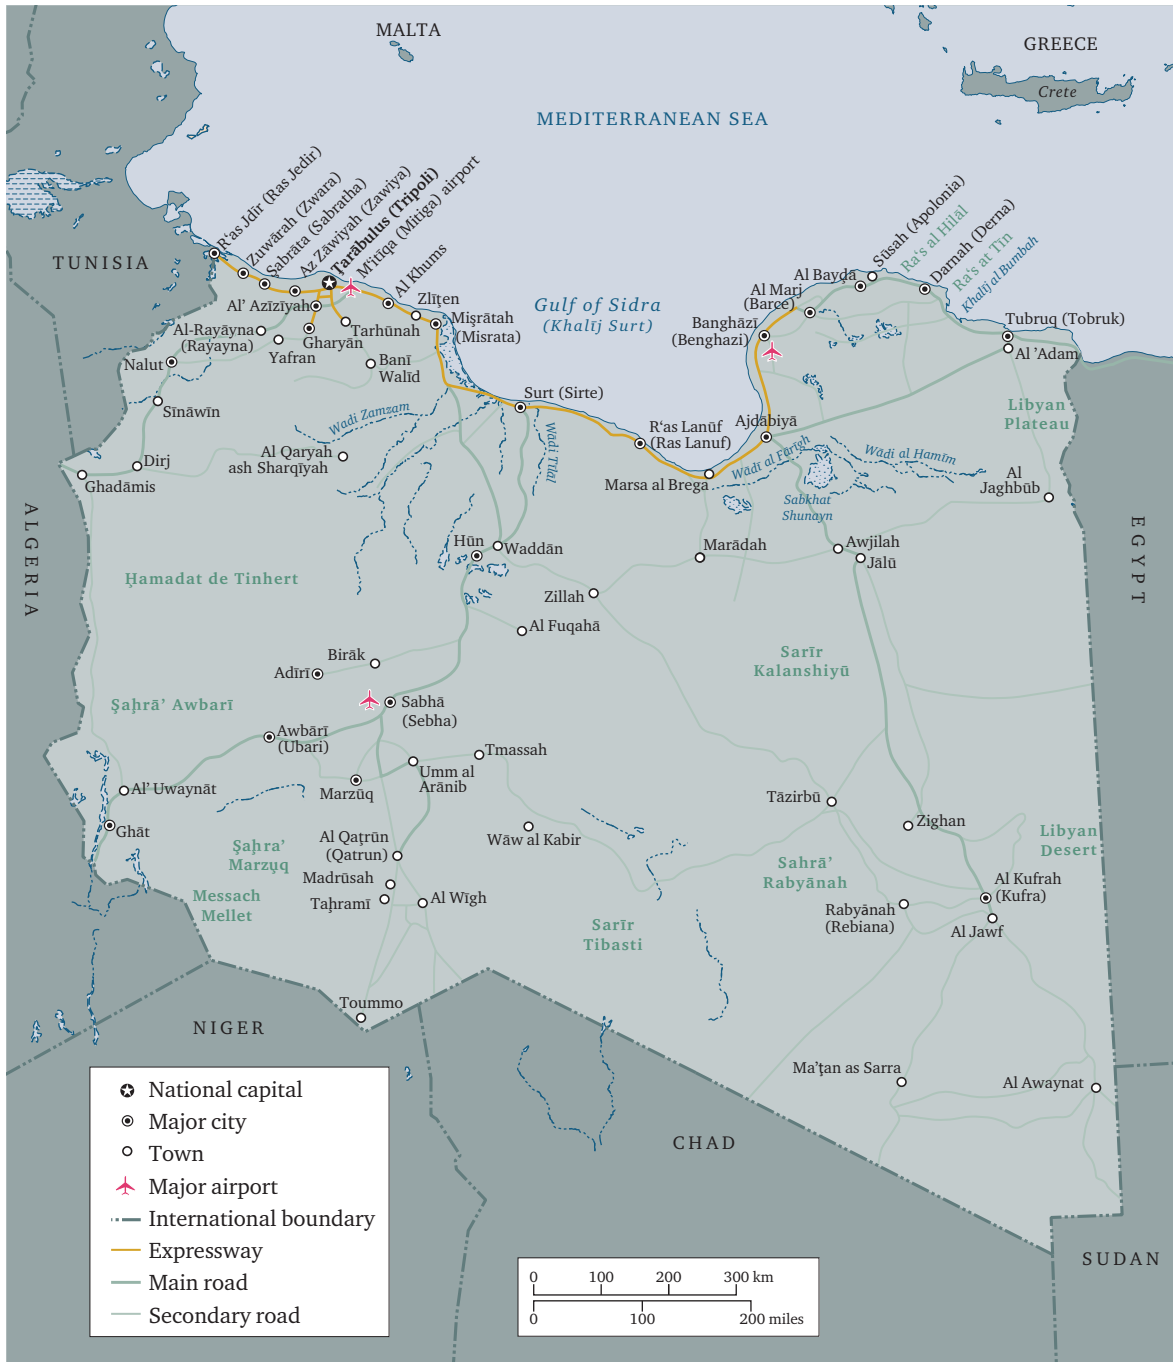 MALTA
GREECE
Crete
MEDITERRANEAN SEA
TUNISIA
R‘as Jdīr (Ras Jedir)
Zuwārah (Zwara)
Şabrāta (Sabratha)
Az Zāwiyah (Zawiya)
Tarābulus (Tripoli)
M‘itīqa (Mitiga) airport
Al Khums
Zlīţen
Mişrātah
(Misrata)
Al’ Azīzīyah
Gharyān
Tarhūnah
Al-Rayāyna
(Rayayna)
Yafran
Nalut
Banī
Walīd
Sīnāwīn
Dirj
Ghadāmis
Al Qaryah
ash Sharqīyah
Wadi Zamzam
Wādī Tilāl
Gulf of Sidra
(Khalīj Surt)
Surt (Sirte)
R‘as Lanūf
(Ras Lanuf)
Marsa al Brega
Ajdābiyā
Banghāzī
(Benghazi)
Al Marj
(Barce)
Al Bayḑā
Sūsah (Apolonia)
Ra’s al Hilāl
Darnah (Derna)
Ra’s at Tīn
Khalīj al Bumbah
Tubruq (Tobruk)
Al ’Adam
Libyan
Plateau
Wādī al Fārigh
Wādī al Hamīm
Sabkhat
Shunayn
Al
Jaghbūb
ALGERIA
EGYPT
Hūn
Waddān
Marādah
Awjilah
Jālū
Zillah
Al Fuqahā
Ḩamadat de Tinhert
Birāk
Adīrī
Sabhā
(Sebha)
Sarīr
Kalanshiyū
Şaḩrā’ Awbarī
Awbārī
(Ubari)
Tmassah
Umm al
Arānib
Marzūq
Al’ Uwaynāt
Ghāt
Tāzirbū
Zighan
Wāw al Kabir
Al Qaţrūn
(Qatrun)
Şaḩra’
Marzuq
Madrūsah
Taḩramī
Al Wīgh
Messach
Mellet
Sarīr
Tibasti
Sahrā’
Rabyānah
Libyan
Desert
Al Kufrah
(Kufra)
Rabyānah
(Rebiana)
Al Jawf
Toummo
NIGER
Ma’ţan as Sarra
Al Awaynat
CHAD
SUDAN
National capital
Major city
Town
Major airport
International boundary
Expressway
Main road
Secondary road
0 100 200 300 km
0 100 200 miles